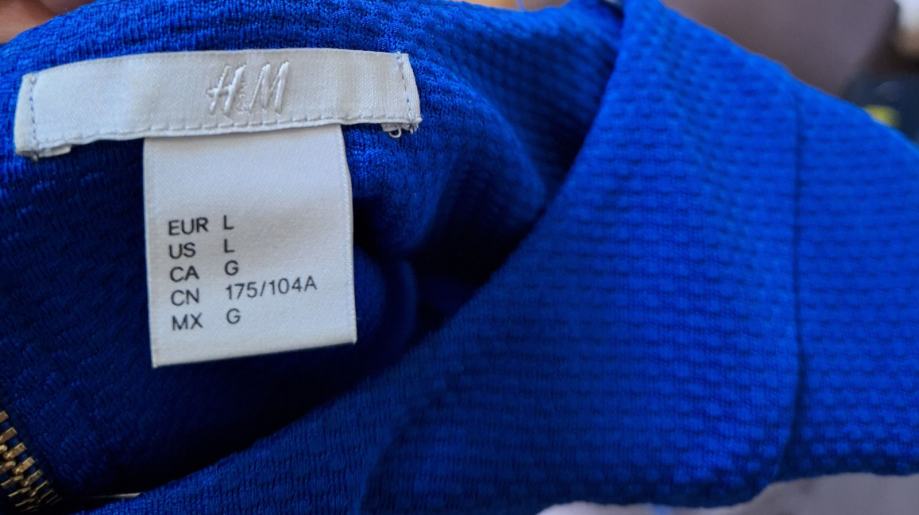 H&M
EUR L
US L
CA G
CN 175/104A
MX G